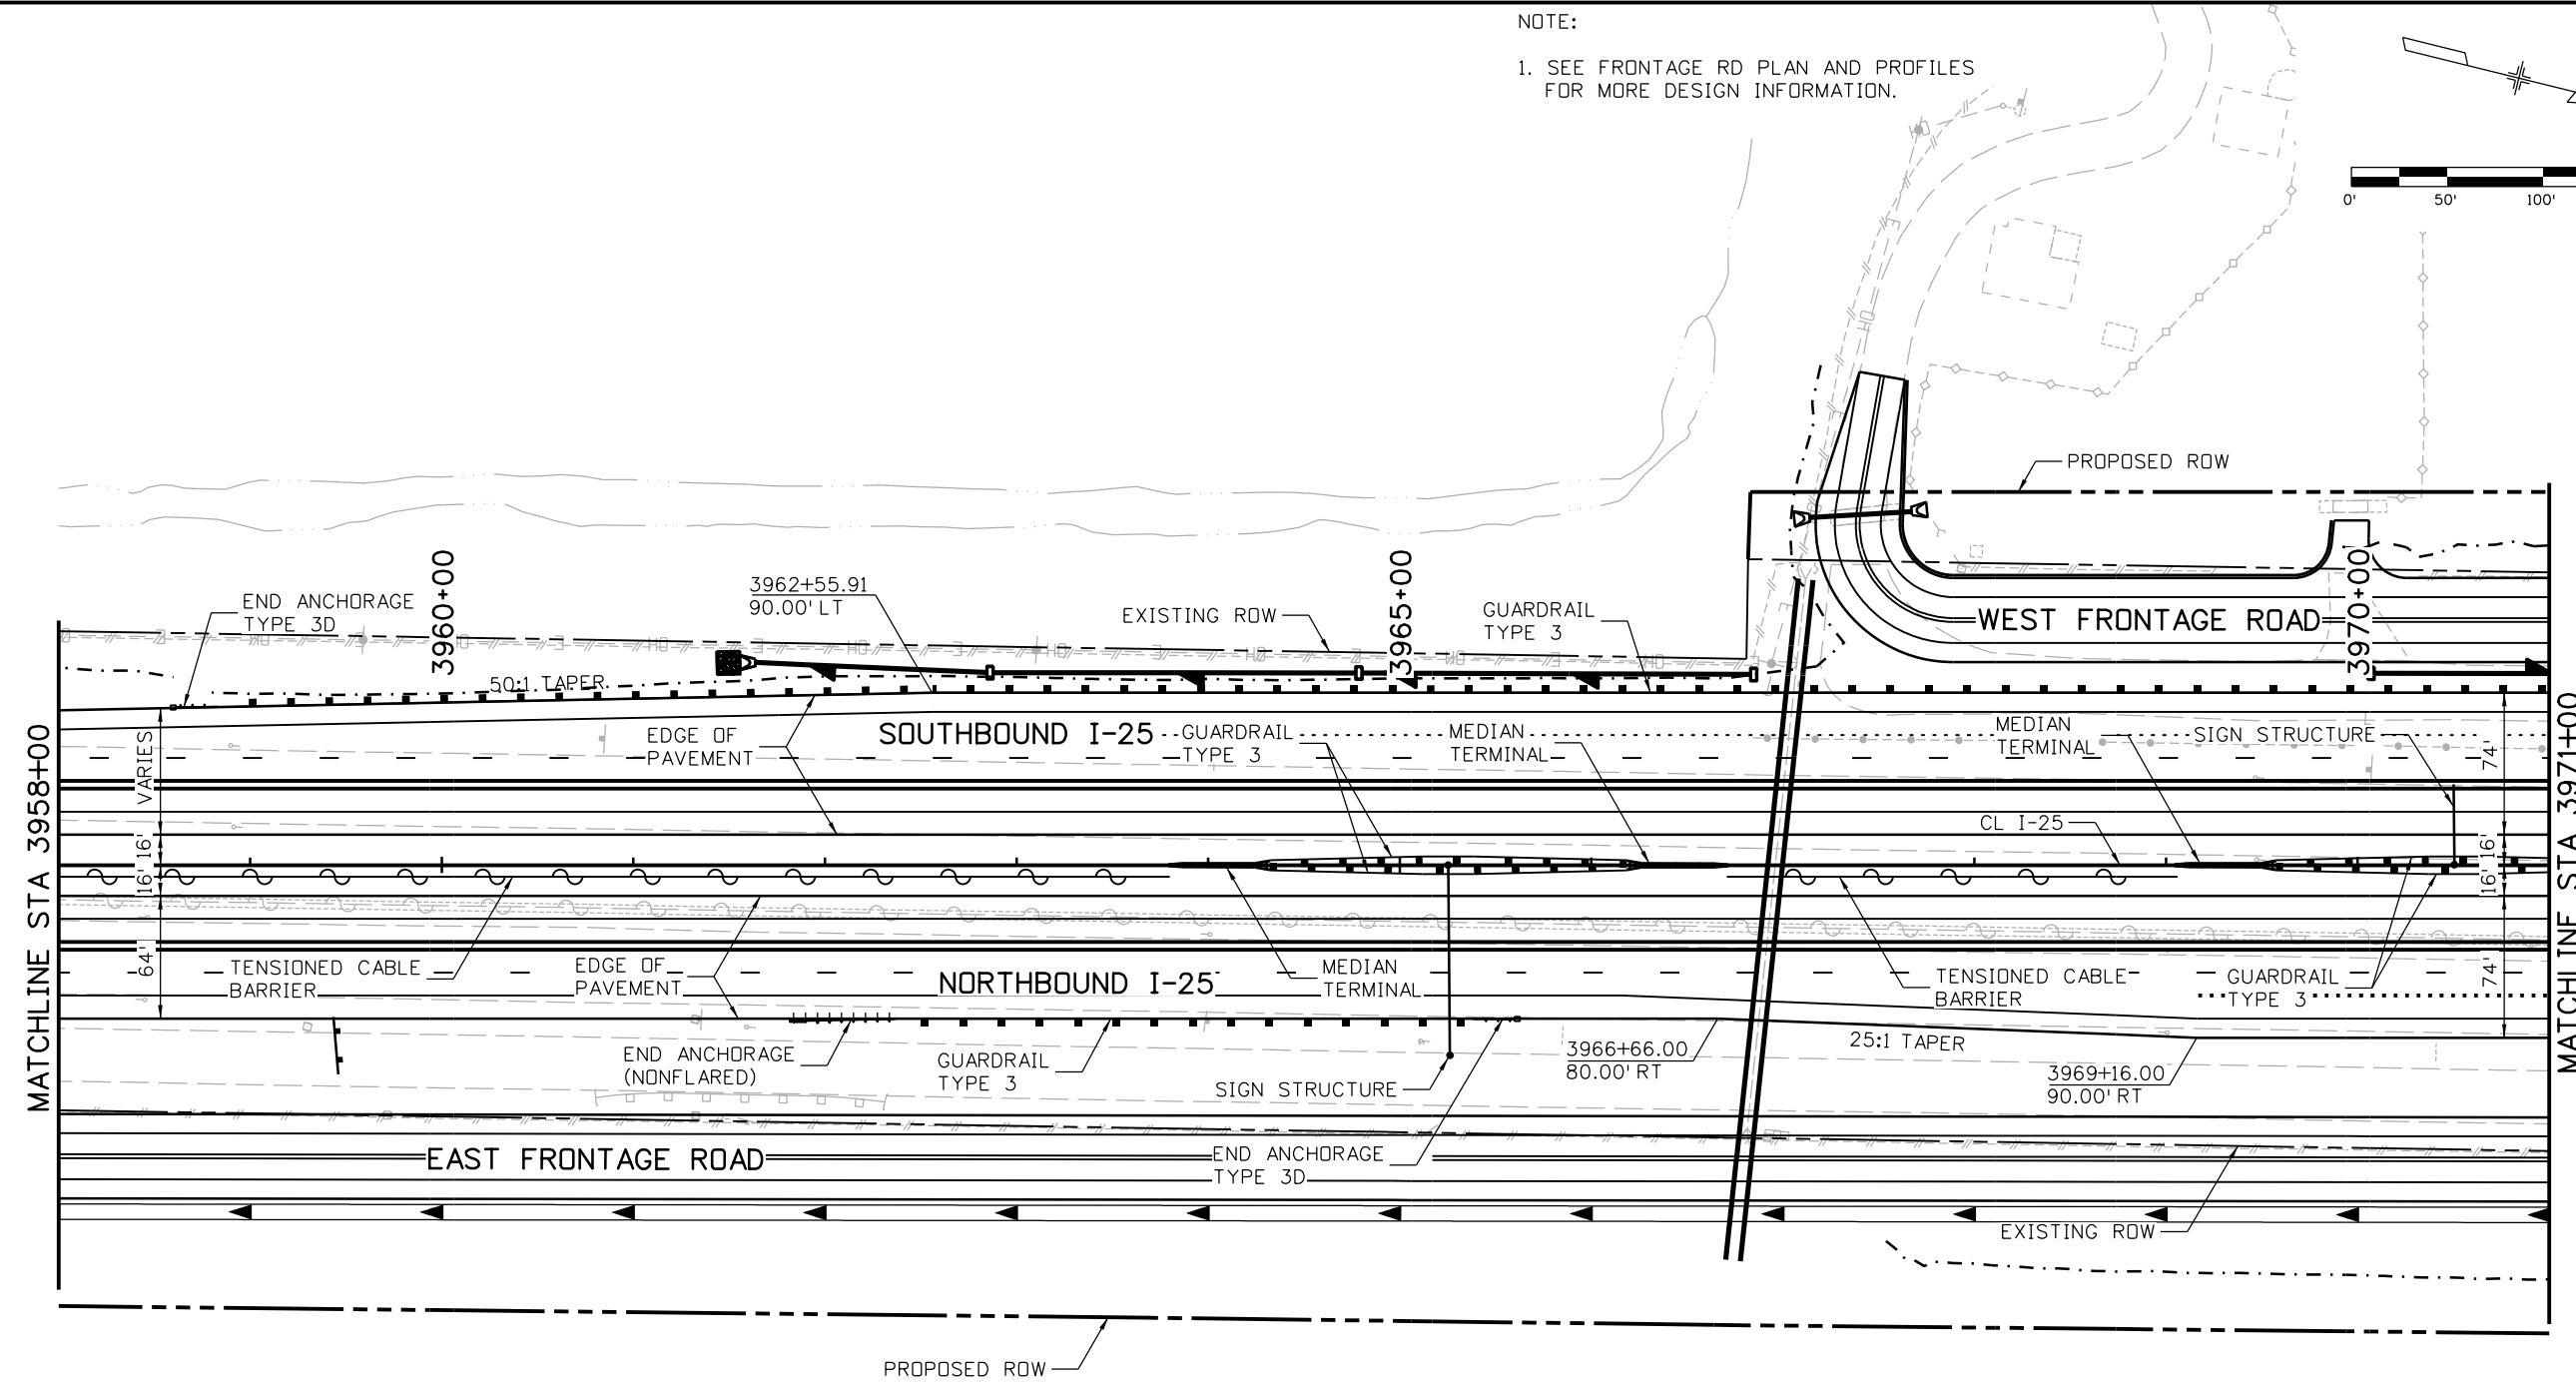 NOTE:
1. SEE FRONTAGE RD PLAN AND PROFILES
FOR MORE DESIGN INFORMATION.
0' 50' 100'
PROPOSED ROW
END ANCHORAGE
TYPE 3D
3960+00
3962+55.91
90.00' LT
EXISTING ROW
3965+00
GUARDRAIL
TYPE 3
WEST FRONTAGE ROAD
3970+00
50:1 TAPER
MATCHLINE STA 3958+00
VARIES
16'
16'
64'
EDGE OF
PAVEMENT
SOUTHBOUND I-25
GUARDRAIL
TYPE 3
MEDIAN
TERMINAL
MEDIAN
TERMINAL
SIGN STRUCTURE
CL I-25
74'
16'
16'
74'
MATCHLINE STA 3971+00
TENSIONED CABLE
BARRIER
EDGE OF
PAVEMENT
NORTHBOUND I-25
MEDIAN
TERMINAL
TENSIONED CABLE
BARRIER
GUARDRAIL
TYPE 3
END ANCHORAGE
(NONFLARED)
GUARDRAIL
TYPE 3
SIGN STRUCTURE
3966+66.00
80.00' RT
25:1 TAPER
3969+16.00
90.00' RT
EAST FRONTAGE ROAD
END ANCHORAGE
TYPE 3D
EXISTING ROW
PROPOSED ROW